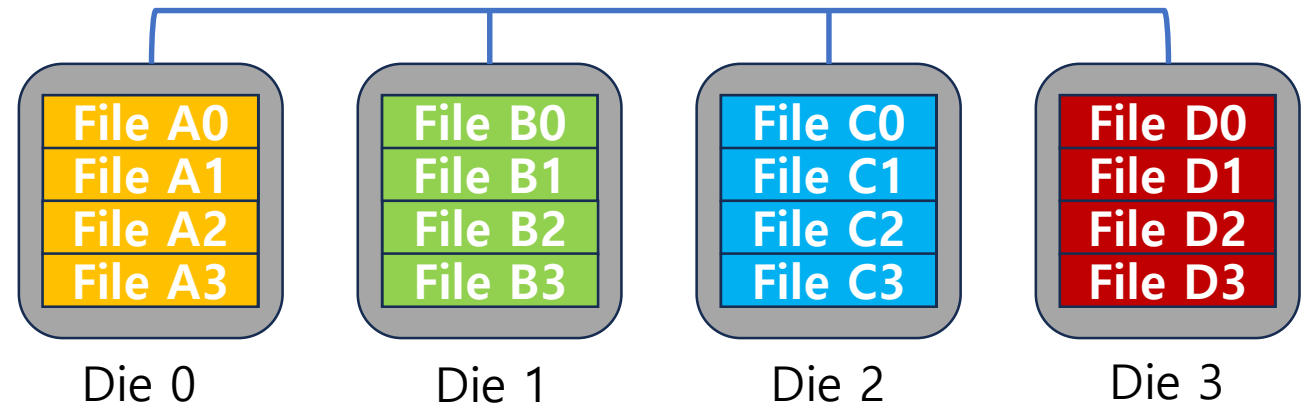 File A0
File A1
File A2
File A3
Die 0
File B0
File B1
File B2
File B3
Die 1
File C0
File C1
File C2
File C3
Die 2
File D0
File D1
File D2
File D3
Die 3